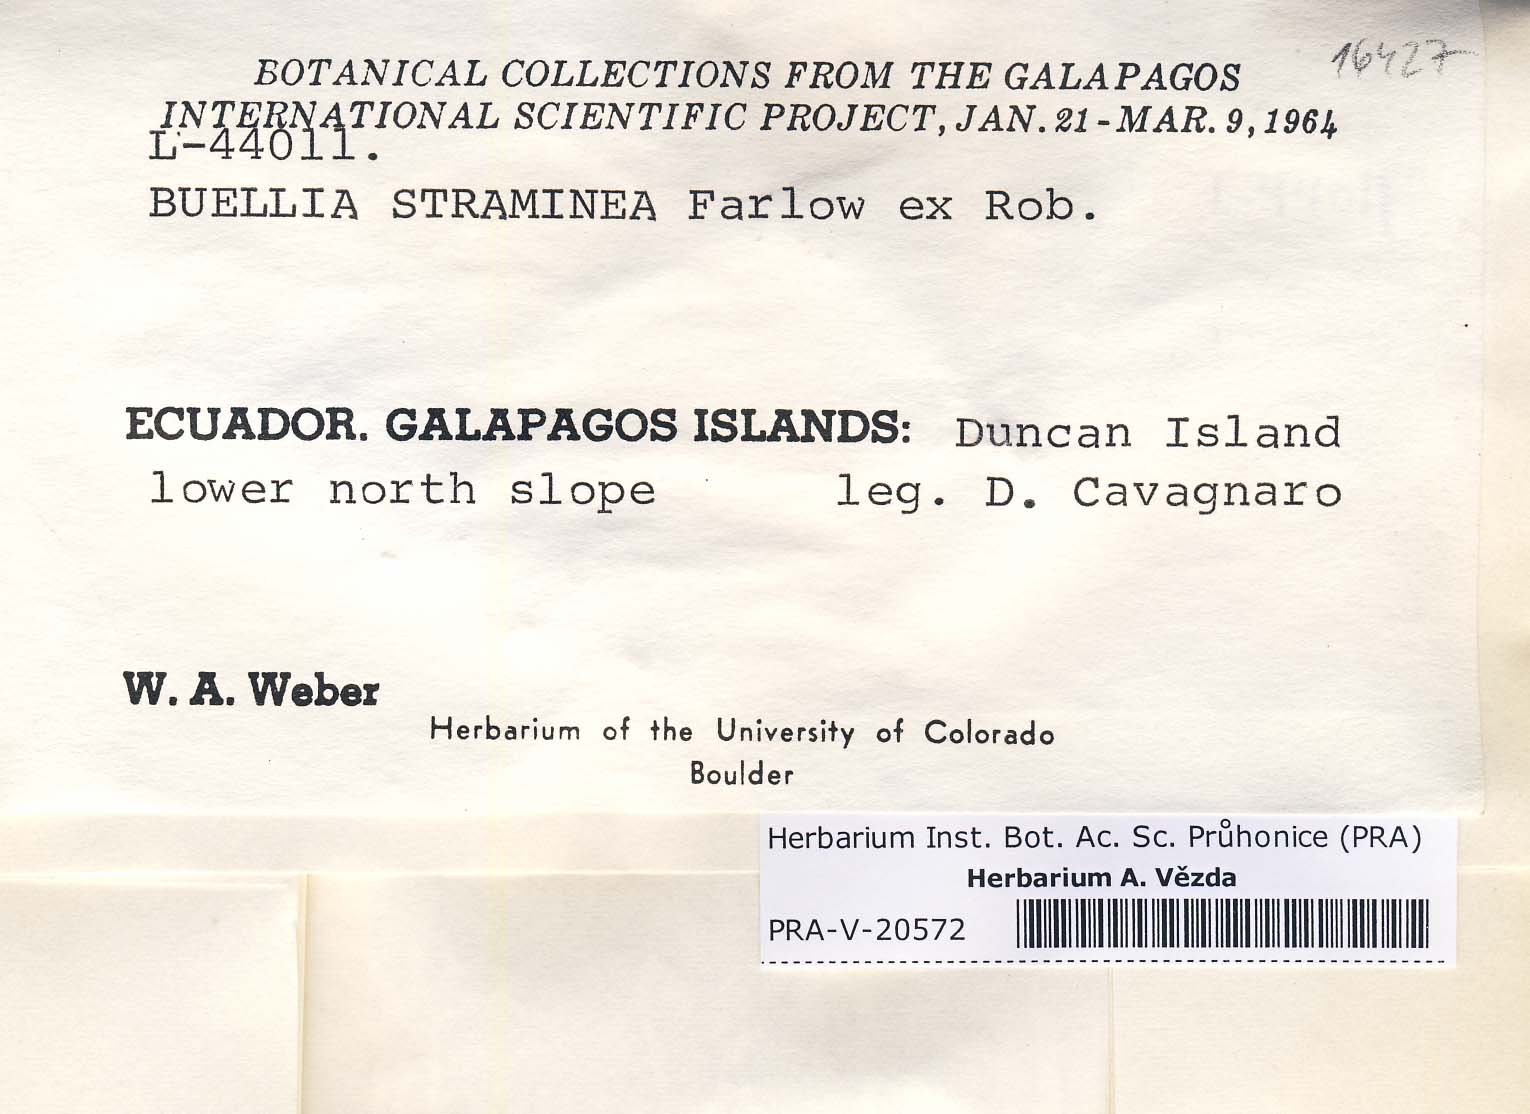 16427
BOTANICAL COLLECTIONS FROM THE GALAPAGOS
INTERNATIONAL SCIENTIFIC PROJECT, JAN. 21 - MAR. 9, 1964
L-44011.
BUELLIA STRAMINEA Farlow ex Rob.
ECUADOR. GALAPAGOS ISLANDS: Duncan Island
lower north slope leg. D. Cavagnaro
W. A. Weber
Herbarium of the University of Colorado
Boulder
Herbarium Inst. Bot. Ac. Sc. Průhonice (PRA)
Herbarium A. Vězda
PRA-V-20572